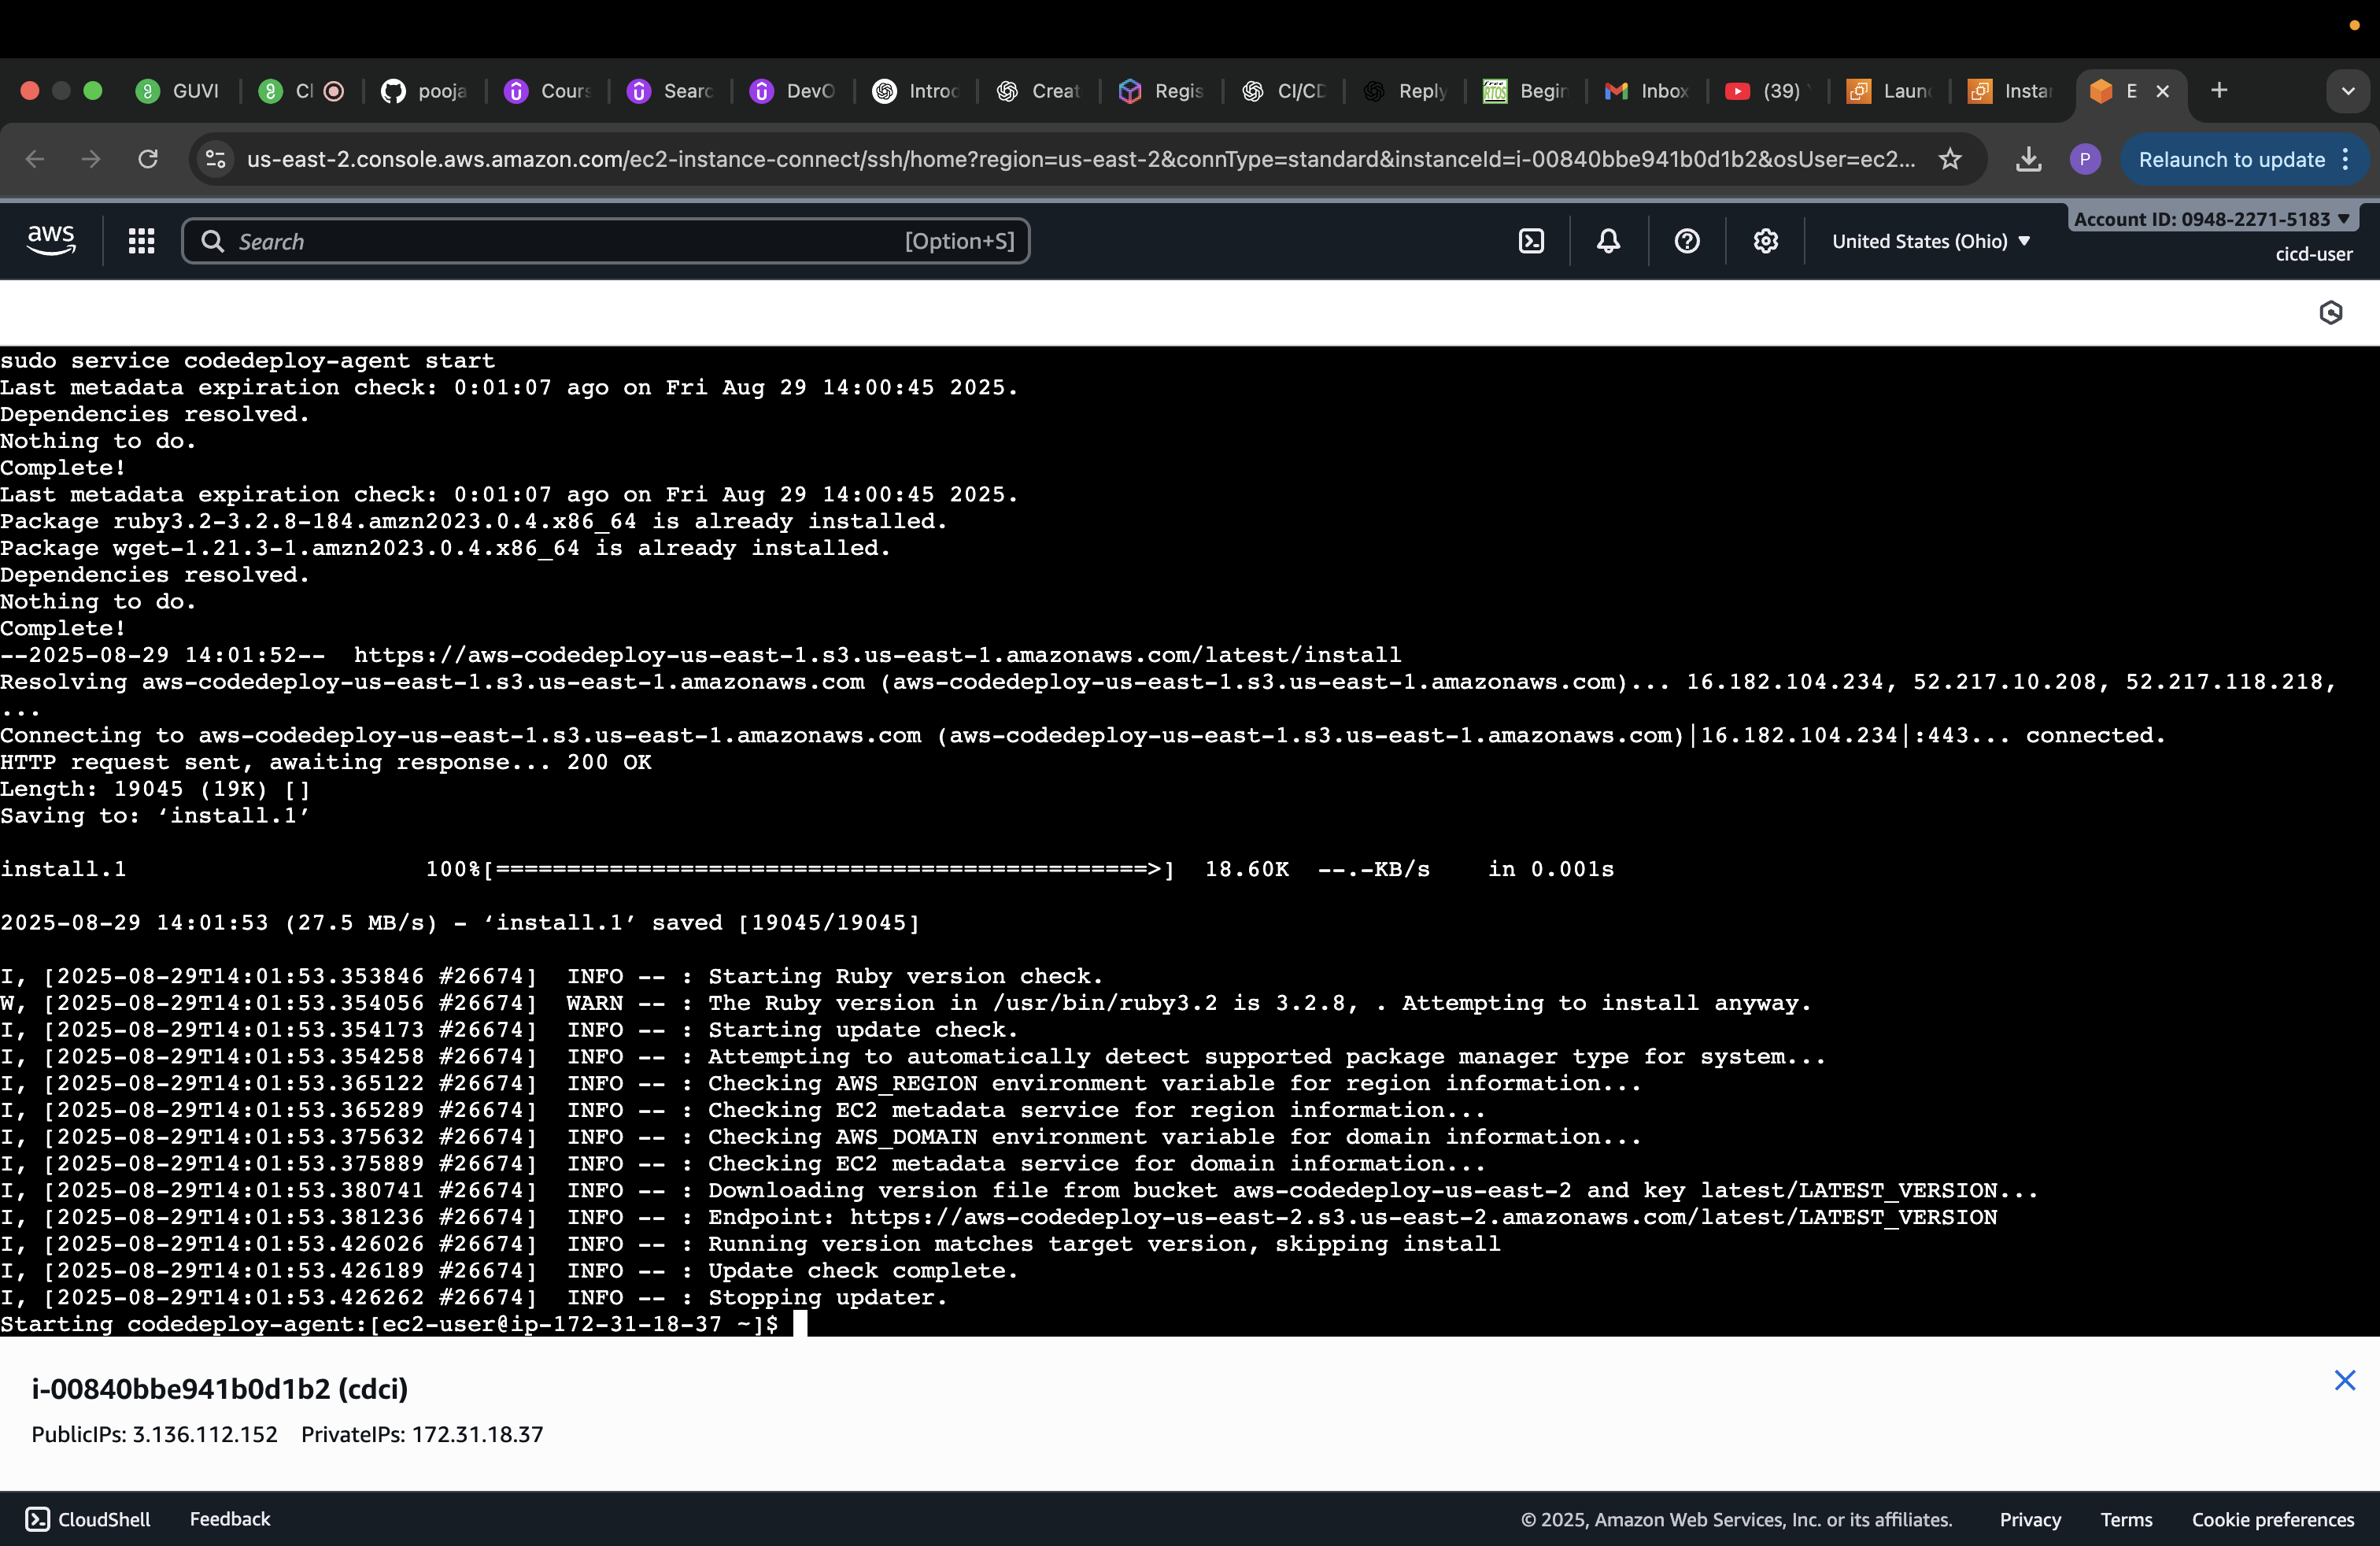 GUVI
CI
pooja
Cours
Searc
DevO
Introd
Creat
Regis
CI/CD
Reply
Begin
Inbox
(39)
Laun
Instar
E
us-east-2.console.aws.amazon.com/ec2-instance-connect/ssh/home?region=us-east-2&connType=standard&instanceId=i-00840bbe941b0d1b2&osUser=ec2...
P
Relaunch to update
aws
Search
[Option+S]
United States (Ohio)
Account ID: 0948-2271-5183
cicd-user
sudo service codedeploy-agent start
Last metadata expiration check: 0:01:07 ago on Fri Aug 29 14:00:45 2025.
Dependencies resolved.
Nothing to do.
Complete!
Last metadata expiration check: 0:01:07 ago on Fri Aug 29 14:00:45 2025.
Package ruby3.2-3.2.8-184.amzn2023.0.4.x86_64 is already installed.
Package wget-1.21.3-1.amzn2023.0.4.x86_64 is already installed.
Dependencies resolved.
Nothing to do.
Complete!
--2025-08-29 14:01:52--  https://aws-codedeploy-us-east-1.s3.us-east-1.amazonaws.com/latest/install
Resolving aws-codedeploy-us-east-1.s3.us-east-1.amazonaws.com (aws-codedeploy-us-east-1.s3.us-east-1.amazonaws.com)... 16.182.104.234, 52.217.10.208, 52.217.118.218,
...
Connecting to aws-codedeploy-us-east-1.s3.us-east-1.amazonaws.com (aws-codedeploy-us-east-1.s3.us-east-1.amazonaws.com)|16.182.104.234|:443... connected.
HTTP request sent, awaiting response... 200 OK
Length: 19045 (19K) []
Saving to: ‘install.1’
install.1                     100%[==============================================>]  18.60K  --.-KB/s    in 0.001s
2025-08-29 14:01:53 (27.5 MB/s) - ‘install.1’ saved [19045/19045]
I, [2025-08-29T14:01:53.353846 #26674]  INFO -- : Starting Ruby version check.
W, [2025-08-29T14:01:53.354056 #26674]  WARN -- : The Ruby version in /usr/bin/ruby3.2 is 3.2.8, . Attempting to install anyway.
I, [2025-08-29T14:01:53.354173 #26674]  INFO -- : Starting update check.
I, [2025-08-29T14:01:53.354258 #26674]  INFO -- : Attempting to automatically detect supported package manager type for system...
I, [2025-08-29T14:01:53.365122 #26674]  INFO -- : Checking AWS_REGION environment variable for region information...
I, [2025-08-29T14:01:53.365289 #26674]  INFO -- : Checking EC2 metadata service for region information...
I, [2025-08-29T14:01:53.375632 #26674]  INFO -- : Checking AWS_DOMAIN environment variable for domain information...
I, [2025-08-29T14:01:53.375889 #26674]  INFO -- : Checking EC2 metadata service for domain information...
I, [2025-08-29T14:01:53.380741 #26674]  INFO -- : Downloading version file from bucket aws-codedeploy-us-east-2 and key latest/LATEST_VERSION...
I, [2025-08-29T14:01:53.381236 #26674]  INFO -- : Endpoint: https://aws-codedeploy-us-east-2.s3.us-east-2.amazonaws.com/latest/LATEST_VERSION
I, [2025-08-29T14:01:53.426026 #26674]  INFO -- : Running version matches target version, skipping install
I, [2025-08-29T14:01:53.426189 #26674]  INFO -- : Update check complete.
I, [2025-08-29T14:01:53.426262 #26674]  INFO -- : Stopping updater.
Starting codedeploy-agent:[ec2-user@ip-172-31-18-37 ~]$
i-00840bbe941b0d1b2 (cdci)
PublicIPs: 3.136.112.152    PrivateIPs: 172.31.18.37
CloudShell
Feedback
© 2025, Amazon Web Services, Inc. or its affiliates.
Privacy
Terms
Cookie preferences